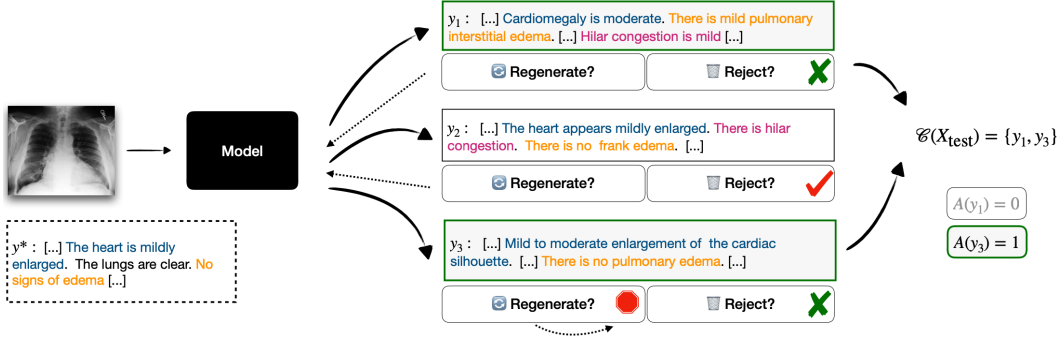 y₁ : [...] Cardiomegaly is moderate. There is mild pulmonary
interstitial edema. [...] Hilar congestion is mild [...]
Regenerate?
Reject?
y₂ : [...] The heart appears mildly enlarged. There is hilar
congestion. There is no frank edema. [...]
Regenerate?
Reject?
y₃ : [...] Mild to moderate enlargement of the cardiac
silhouette. [...] There is no pulmonary edema. [...]
Regenerate?
Reject?
Model
y* : [...] The heart is mildly
enlarged. The lungs are clear. No
signs of edema [...]
𝒞(X_test) = {y₁, y₃}
A(y₁) = 0
A(y₃) = 1